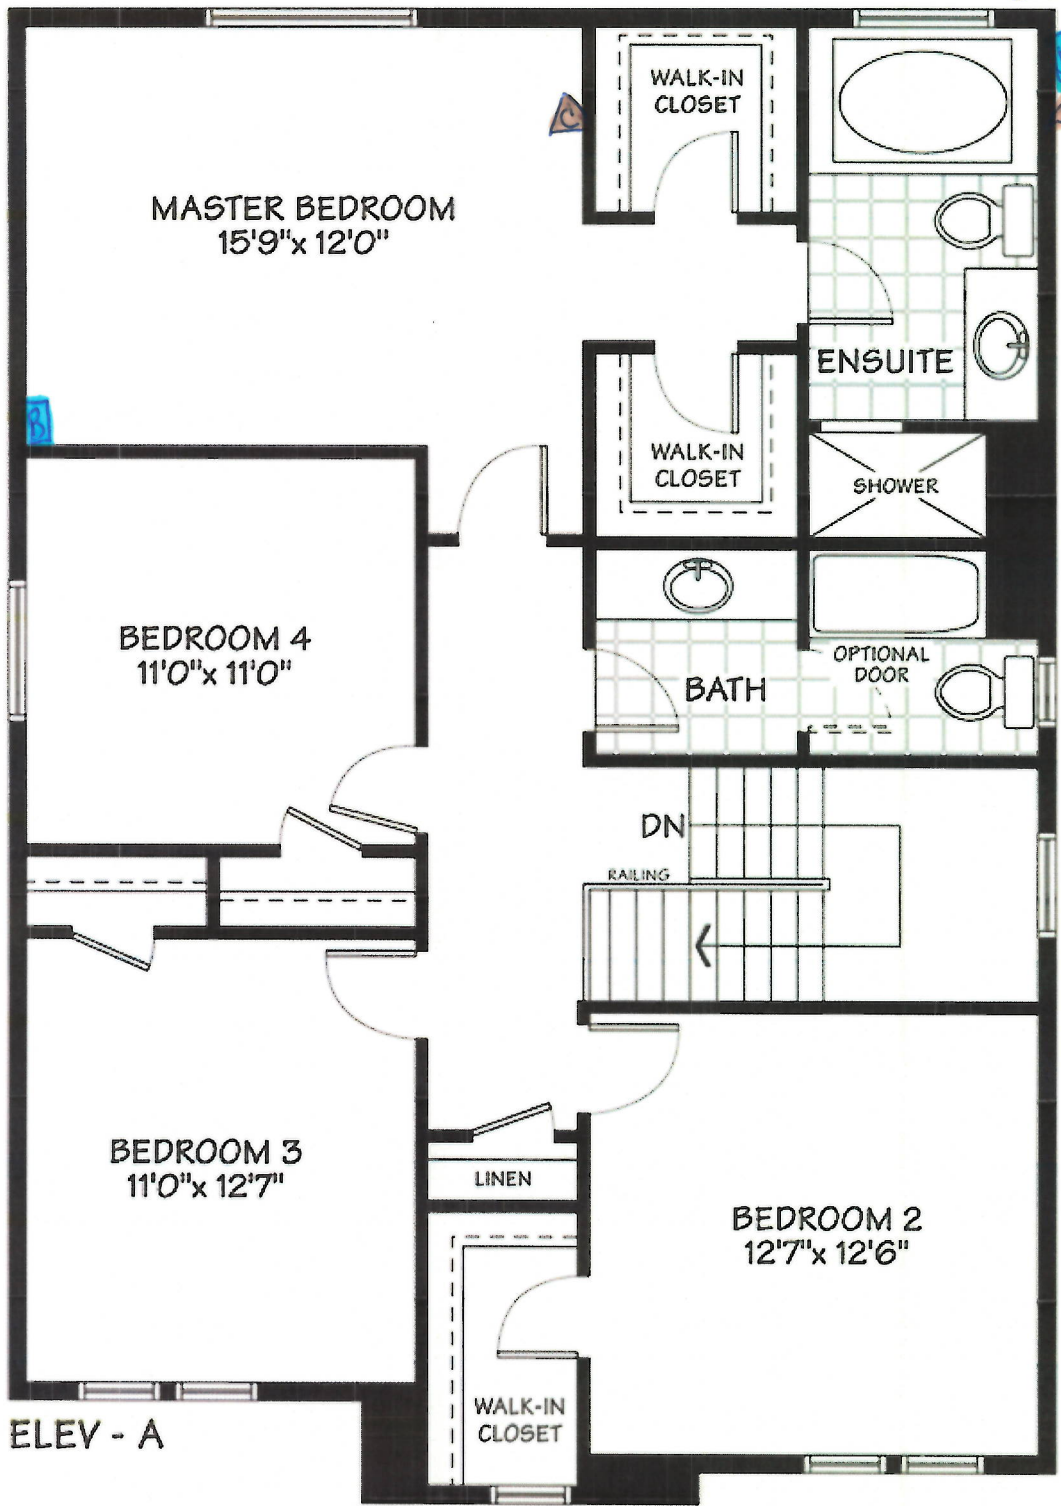 WALK-IN
CLOSET
C
MASTER BEDROOM
15'9"x 12'0"
ENSUITE
B
WALK-IN
CLOSET
SHOWER
BEDROOM 4
11'0"x 11'0"
OPTIONAL
DOOR
BATH
DN
RAILING
BEDROOM 3
11'0"x 12'7"
LINEN
BEDROOM 2
12'7"x 12'6"
WALK-IN
CLOSET
ELEV - A